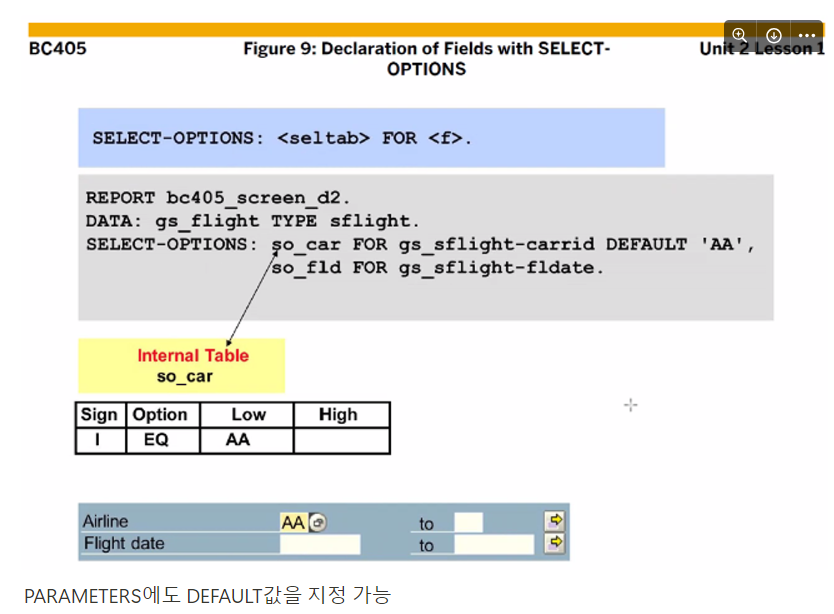 BC405
Figure 9: Declaration of Fields with SELECT-
OPTIONS
Unit 2 Lesson 1
SELECT-OPTIONS: <seltab> FOR <f>.
REPORT bc405_screen_d2.
DATA: gs_flight TYPE sflight.
SELECT-OPTIONS: so_car FOR gs_sflight-carrid DEFAULT 'AA',
so_fld FOR gs_sflight-fldate.
Internal Table
so_car
Sign Option Low High
I EQ AA
Airline AA to
Flight date to
PARAMETERS에도 DEFAULT값을 지정 가능